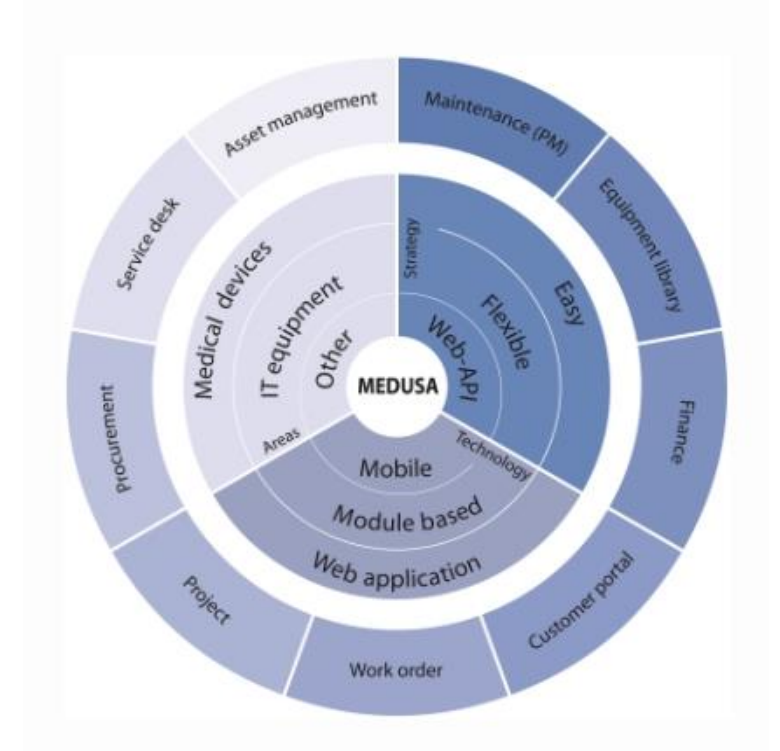 Asset management
Maintenance (PM)
Equipment library
Finance
Customer portal
Work order
Project
Procurement
Service desk
Strategy
Easy
Flexible
Web-API
Technology
Mobile
Module based
Web application
Areas
Medical devices
IT equipment
Other
MEDUSA